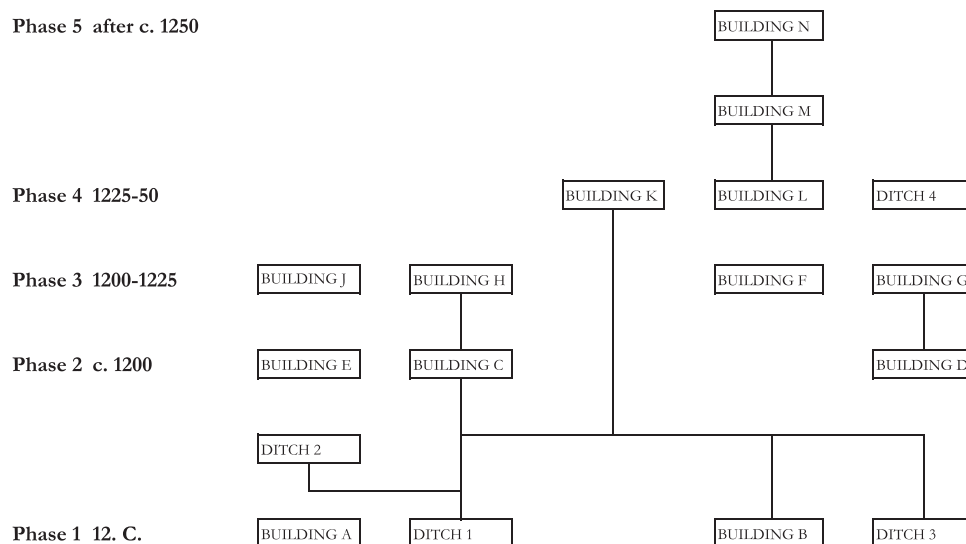 Phase 5 after c. 1250
BUILDING N
BUILDING M
Phase 4 1225-50
BUILDING K
BUILDING L
DITCH 4
Phase 3 1200-1225
BUILDING J
BUILDING H
BUILDING F
BUILDING G
Phase 2 c. 1200
BUILDING E
BUILDING C
BUILDING D
DITCH 2
Phase 1 12. C.
BUILDING A
DITCH 1
BUILDING B
DITCH 3